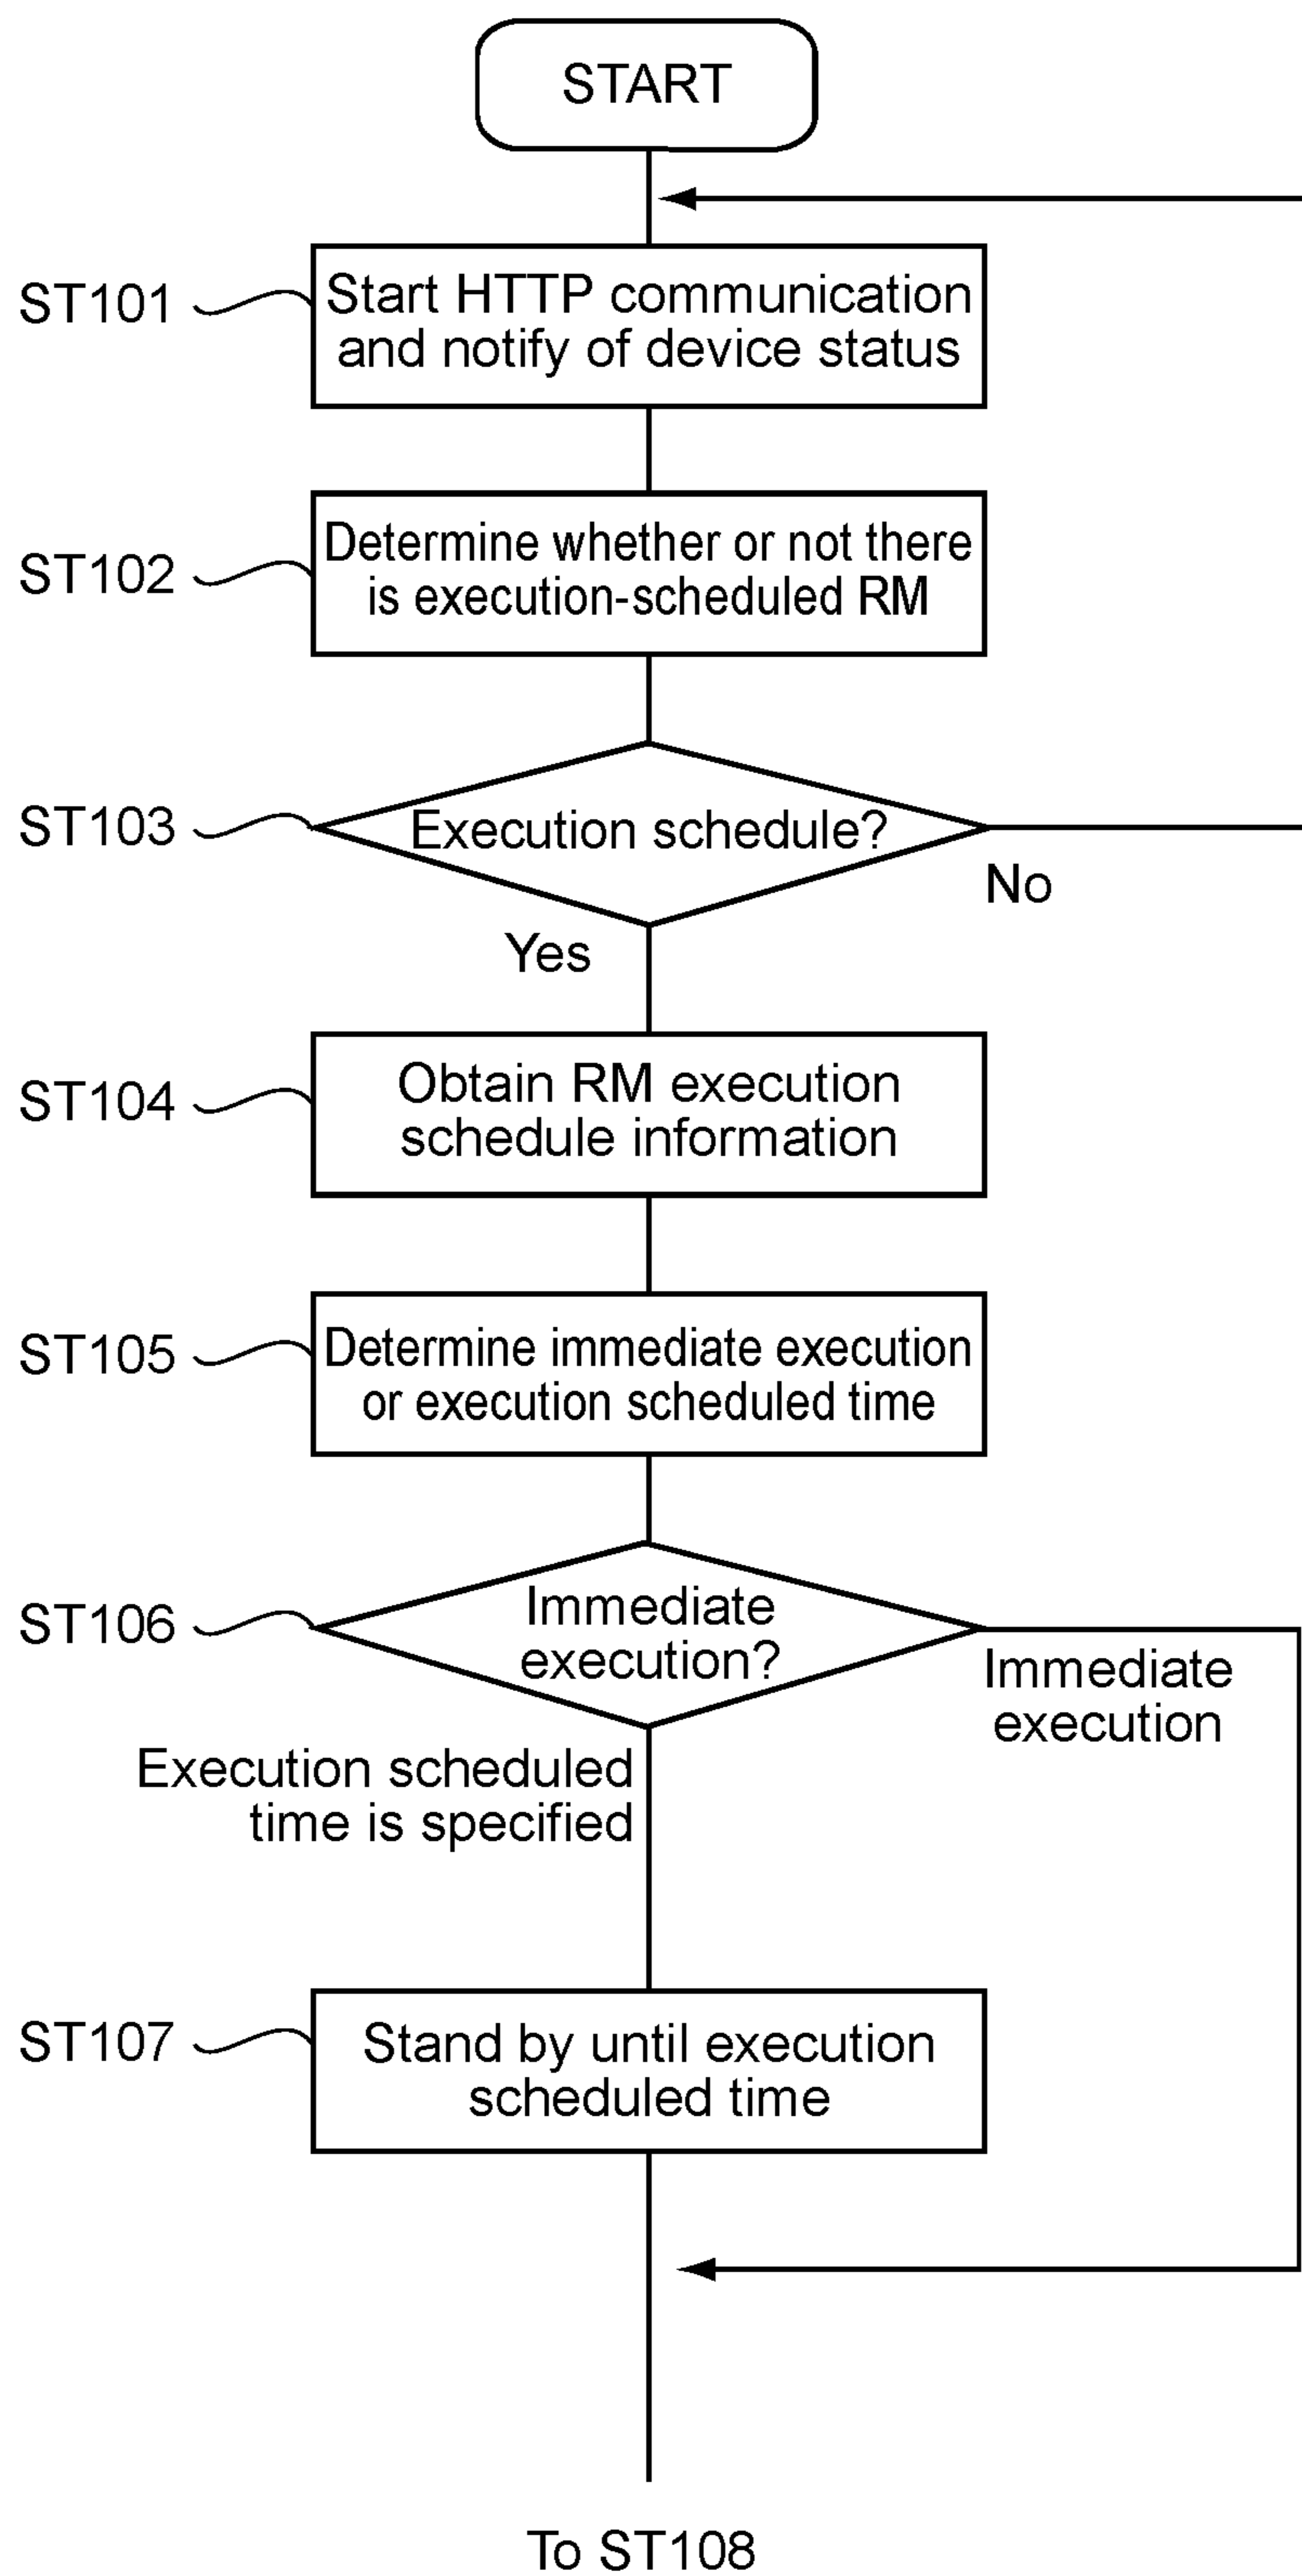 START
ST101
Start HTTP communication
and notify of device status
ST102
Determine whether or not there
is execution-scheduled RM
ST103
Execution schedule?
No
Yes
ST104
Obtain RM execution
schedule information
ST105
Determine immediate execution
or execution scheduled time
ST106
Immediate
execution?
Immediate
execution
Execution scheduled
time is specified
ST107
Stand by until execution
scheduled time
To ST108